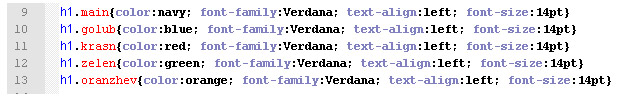 9 h1.main{color:navy; font-family:Verdana; text-align:left; font-size:14pt}
10 h1.golub{color:blue; font-family:Verdana; text-align:left; font-size:14pt}
11 h1.krasn{color:red; font-family:Verdana; text-align:left; font-size:14pt}
12 h1.zelen{color:green; font-family:Verdana; text-align:left; font-size:14pt}
13 h1.oranzhev{color:orange; font-family:Verdana; text-align:left; font-size:14pt}